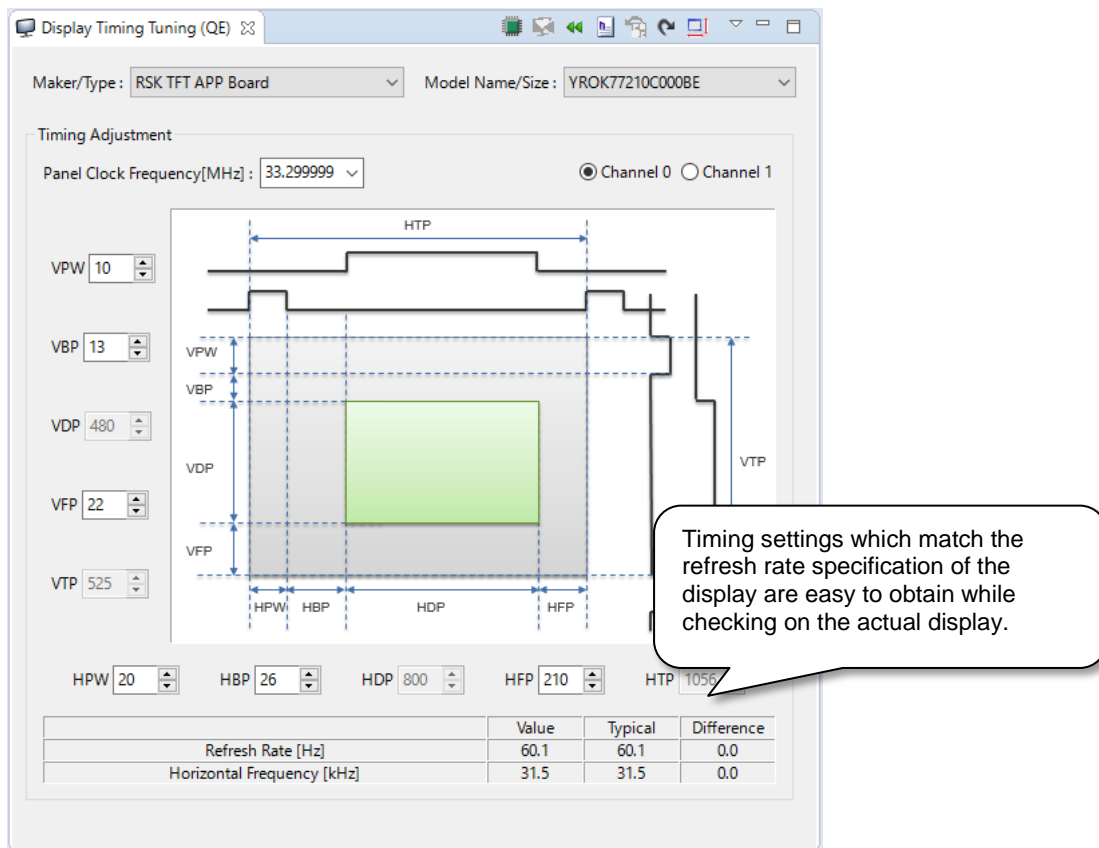 Display Timing Tuning (QE)
Maker/Type : RSK TFT APP Board Model Name/Size : YROK77210C000BE
Timing Adjustment
Panel Clock Frequency[MHz] : 33.299999 Channel 0 Channel 1
HTP
VPW 10
VBP 13
VPW
VBP
VDP 480
VDP
VTP
VFP 22
VFP
VTP 525
HPW HBP HDP HFP
Timing settings which match the
refresh rate specification of the
display are easy to obtain while
checking on the actual display.
HPW 20 HBP 26 HDP 800 HFP 210 HTP 1056
Value Typical Difference
Refresh Rate [Hz] 60.1 60.1 0.0
Horizontal Frequency [kHz] 31.5 31.5 0.0